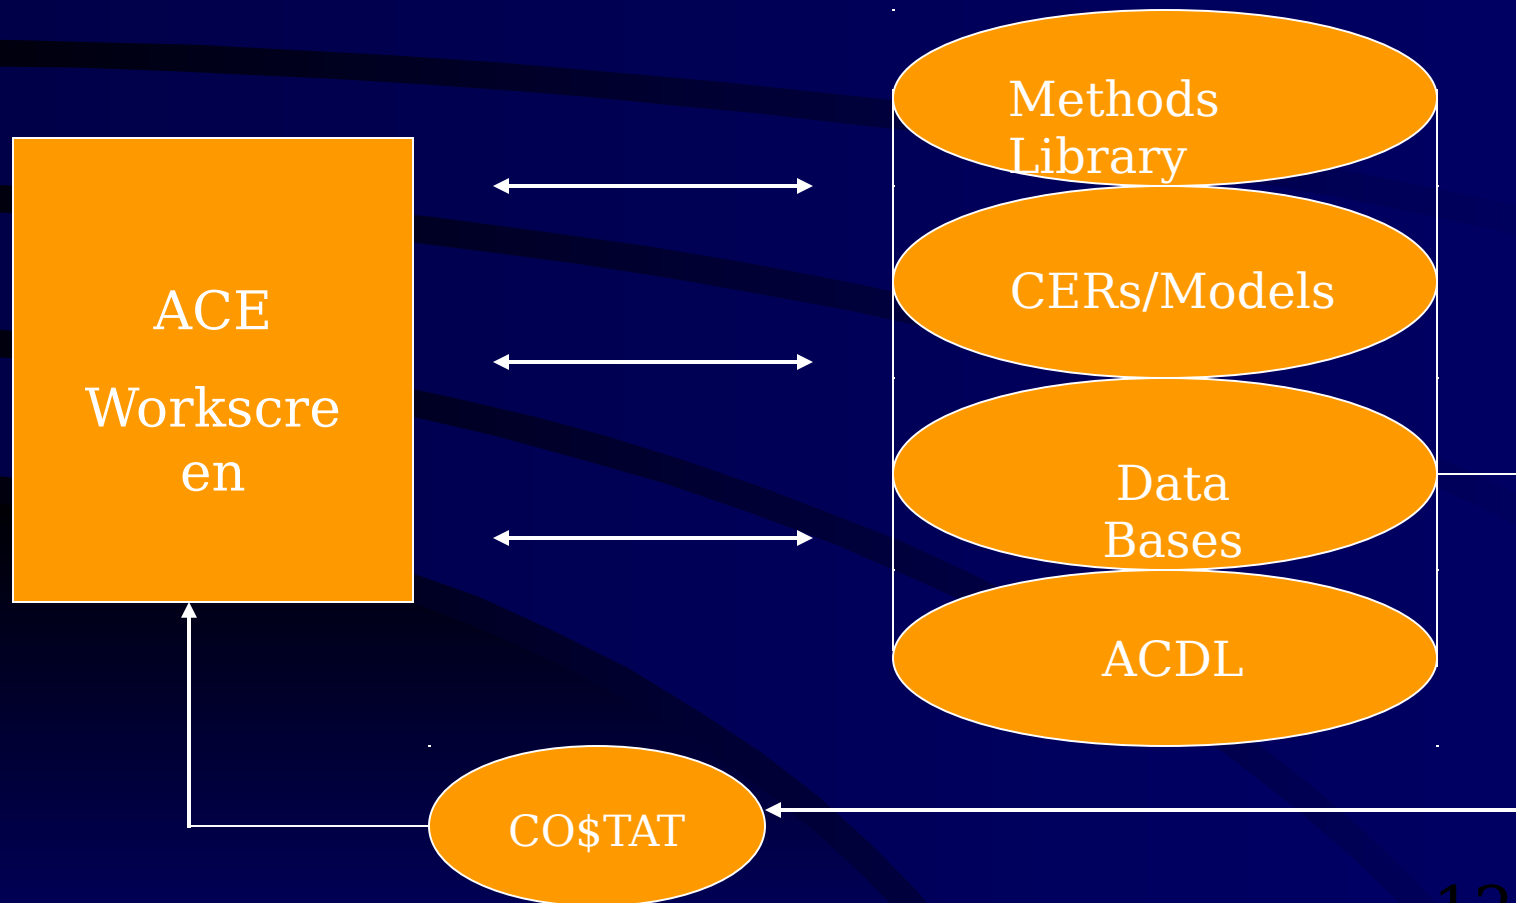 Methods
Library
ACE
Workscre
en
CERs/Models
Data
Bases
ACDL
CO$TAT